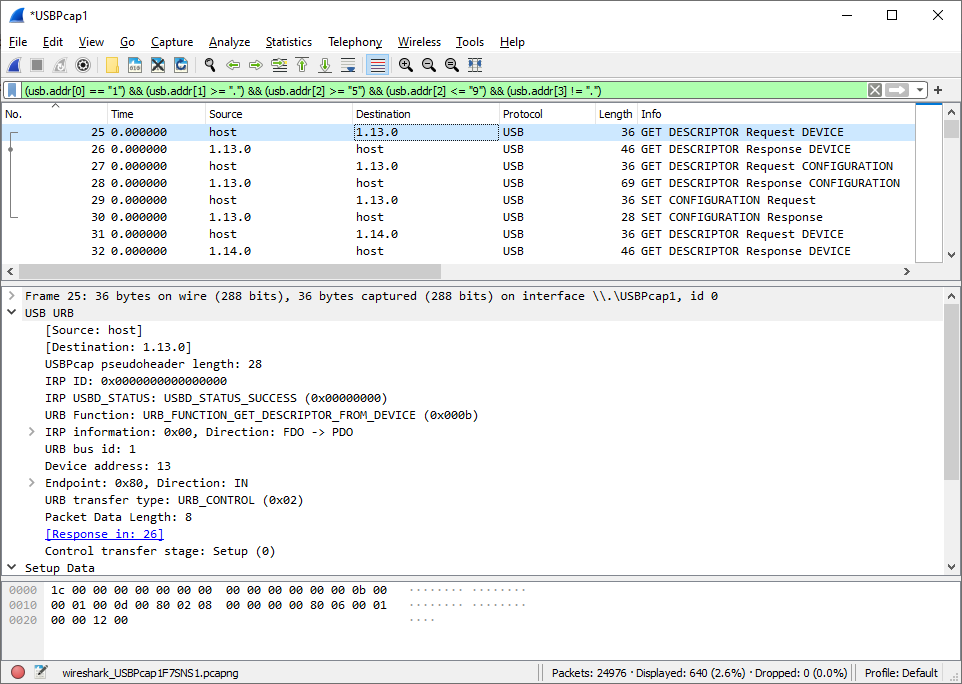 *USBPcap1
File Edit View Go Capture Analyze Statistics Telephony Wireless Tools Help
(usb.addr[0] == "1") && (usb.addr[1] >= ".") && (usb.addr[2] >= "5") && (usb.addr[2] <= "9") && (usb.addr[3] != ".")
No. Time Source Destination Protocol Length Info
25 0.000000 host 1.13.0 USB 36 GET DESCRIPTOR Request DEVICE
26 0.000000 1.13.0 host USB 46 GET DESCRIPTOR Response DEVICE
27 0.000000 host 1.13.0 USB 36 GET DESCRIPTOR Request CONFIGURATION
28 0.000000 1.13.0 host USB 69 GET DESCRIPTOR Response CONFIGURATION
29 0.000000 host 1.13.0 USB 36 SET CONFIGURATION Request
30 0.000000 1.13.0 host USB 28 SET CONFIGURATION Response
31 0.000000 host 1.14.0 USB 36 GET DESCRIPTOR Request DEVICE
32 0.000000 1.14.0 host USB 46 GET DESCRIPTOR Response DEVICE
Frame 25: 36 bytes on wire (288 bits), 36 bytes captured (288 bits) on interface \\.\USBPcap1, id 0
USB URB
[Source: host]
[Destination: 1.13.0]
USBPcap pseudoheader length: 28
IRP ID: 0x0000000000000000
IRP USBD_STATUS: USBD_STATUS_SUCCESS (0x00000000)
URB Function: URB_FUNCTION_GET_DESCRIPTOR_FROM_DEVICE (0x000b)
IRP information: 0x00, Direction: FDO -> PDO
URB bus id: 1
Device address: 13
Endpoint: 0x80, Direction: IN
URB transfer type: URB_CONTROL (0x02)
Packet Data Length: 8
[Response in: 26]
Control transfer stage: Setup (0)
Setup Data
0000 1c 00 00 00 00 00 00 00 00 00 00 00 00 00 0b 00 ········ ········
0010 00 01 00 0d 00 80 02 08 00 00 00 00 80 06 00 01 ········ ········
0020 00 00 12 00 ····
wireshark_USBPcap1F7SNS1.pcapng Packets: 24976 · Displayed: 640 (2.6%) · Dropped: 0 (0.0%) Profile: Default